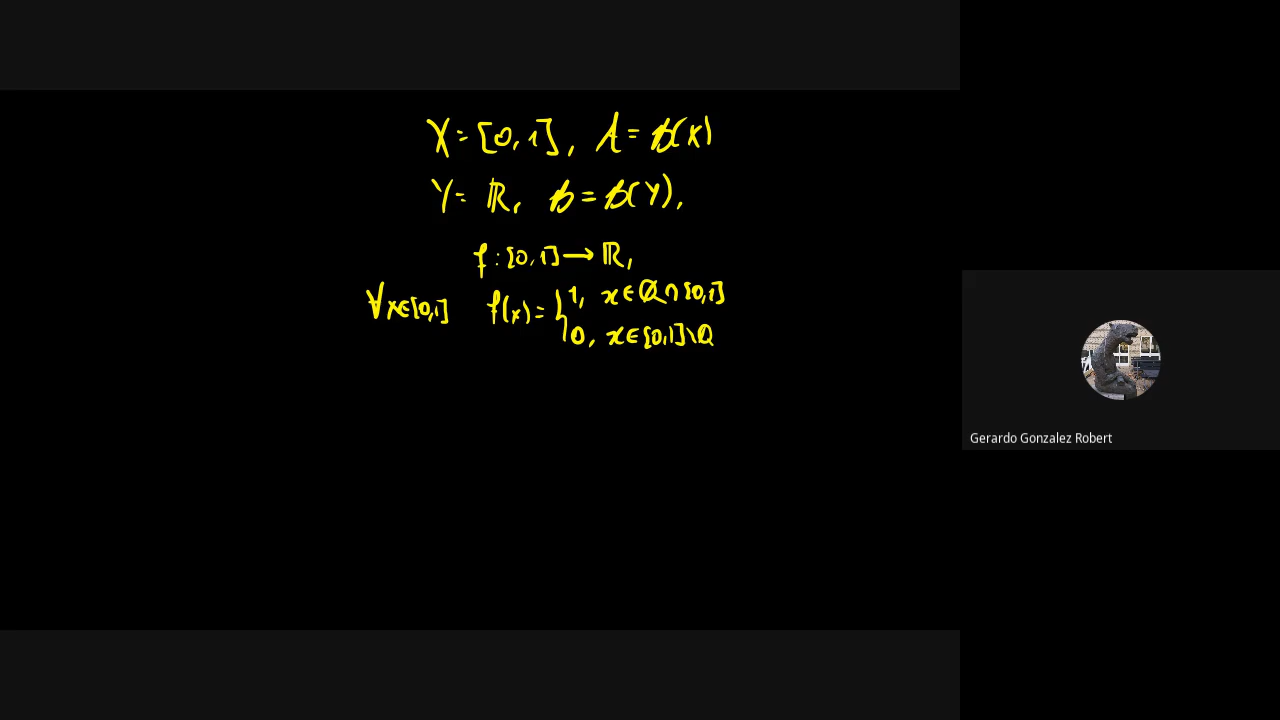 X = [0,1], A = B(X)
Y = ℝ, B = B(Y),
f : [0,1] → ℝ,
∀x∈[0,1] f(x) = { 1, x ∈ ℚ ∩ [0,1]
0, x ∈ [0,1] \ ℚ
Gerardo Gonzalez Robert